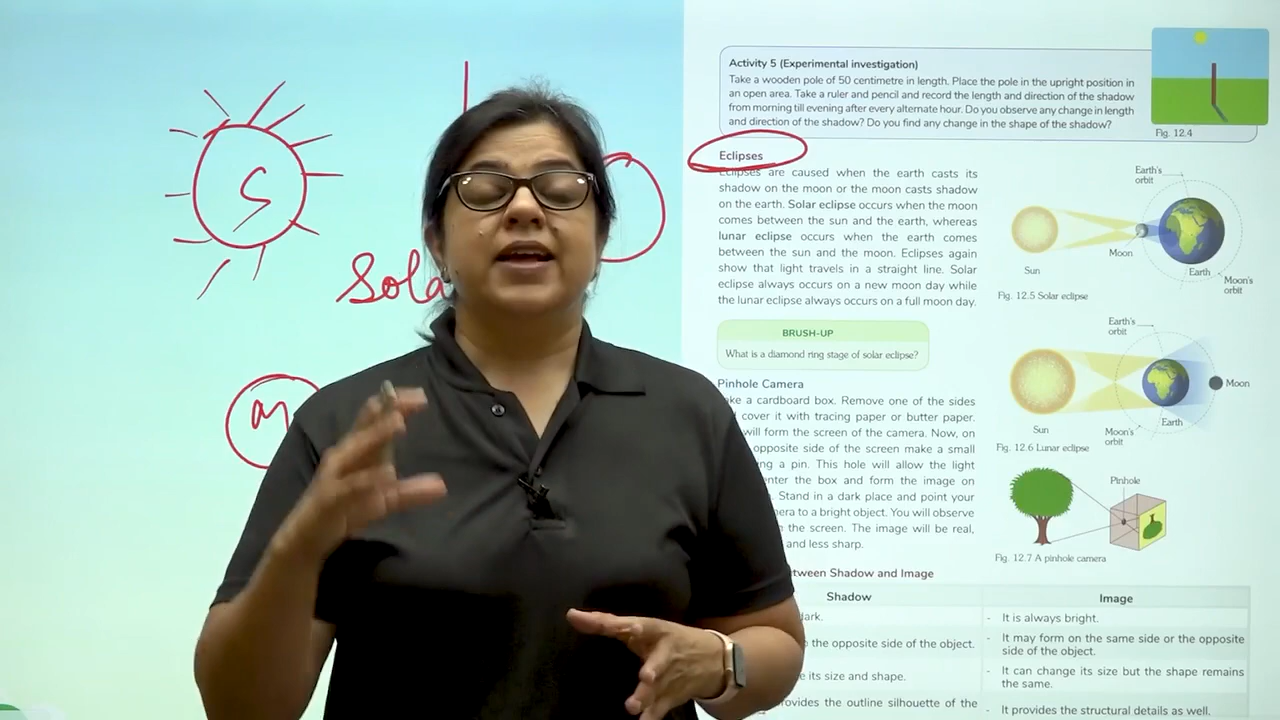 S
Sola
Activity 5 (Experimental investigation)
Take a wooden pole of 50 centimetre in length. Place the pole in the upright position in
an open area. Take a ruler and pencil and record the length and direction of the shadow
from morning till evening after every alternate hour. Do you observe any change in length
and direction of the shadow? Do you find any change in the shape of the shadow?
Fig. 12.4
Eclipses
Eclipses are caused when the earth casts its
shadow on the moon or the moon casts shadow
on the earth. Solar eclipse occurs when the moon
comes between the sun and the earth, whereas
lunar eclipse occurs when the earth comes
between the sun and the moon. Eclipses again
show that light travels in a straight line. Solar
eclipse always occurs on a new moon day while
the lunar eclipse always occurs on a full moon day.
Earth's
orbit
Moon
Sun
Earth
Moon's
orbit
Fig. 12.5 Solar eclipse
BRUSH-UP
What is a diamond ring stage of solar eclipse?
Earth's
orbit
Moon
Earth
Sun
Moon's
orbit
Fig. 12.6 Lunar eclipse
Pinhole Camera
a cardboard box. Remove one of the sides
cover it with tracing paper or butter paper.
will form the screen of the camera. Now, on
opposite side of the screen make a small
a pin. This hole will allow the light
the box and form the image on
Stand in a dark place and point your
to a bright object. You will observe
the screen. The image will be real,
and less sharp.
Pinhole
Fig. 12.7 A pinhole camera
between Shadow and Image
Shadow
Image
dark.
- It is always bright.
the opposite side of the object.
- It may form on the same side or the opposite
side of the object.
its size and shape.
- It can change its size but the shape remains
the same.
the outline silhouette of the
- It provides the structural details as well.